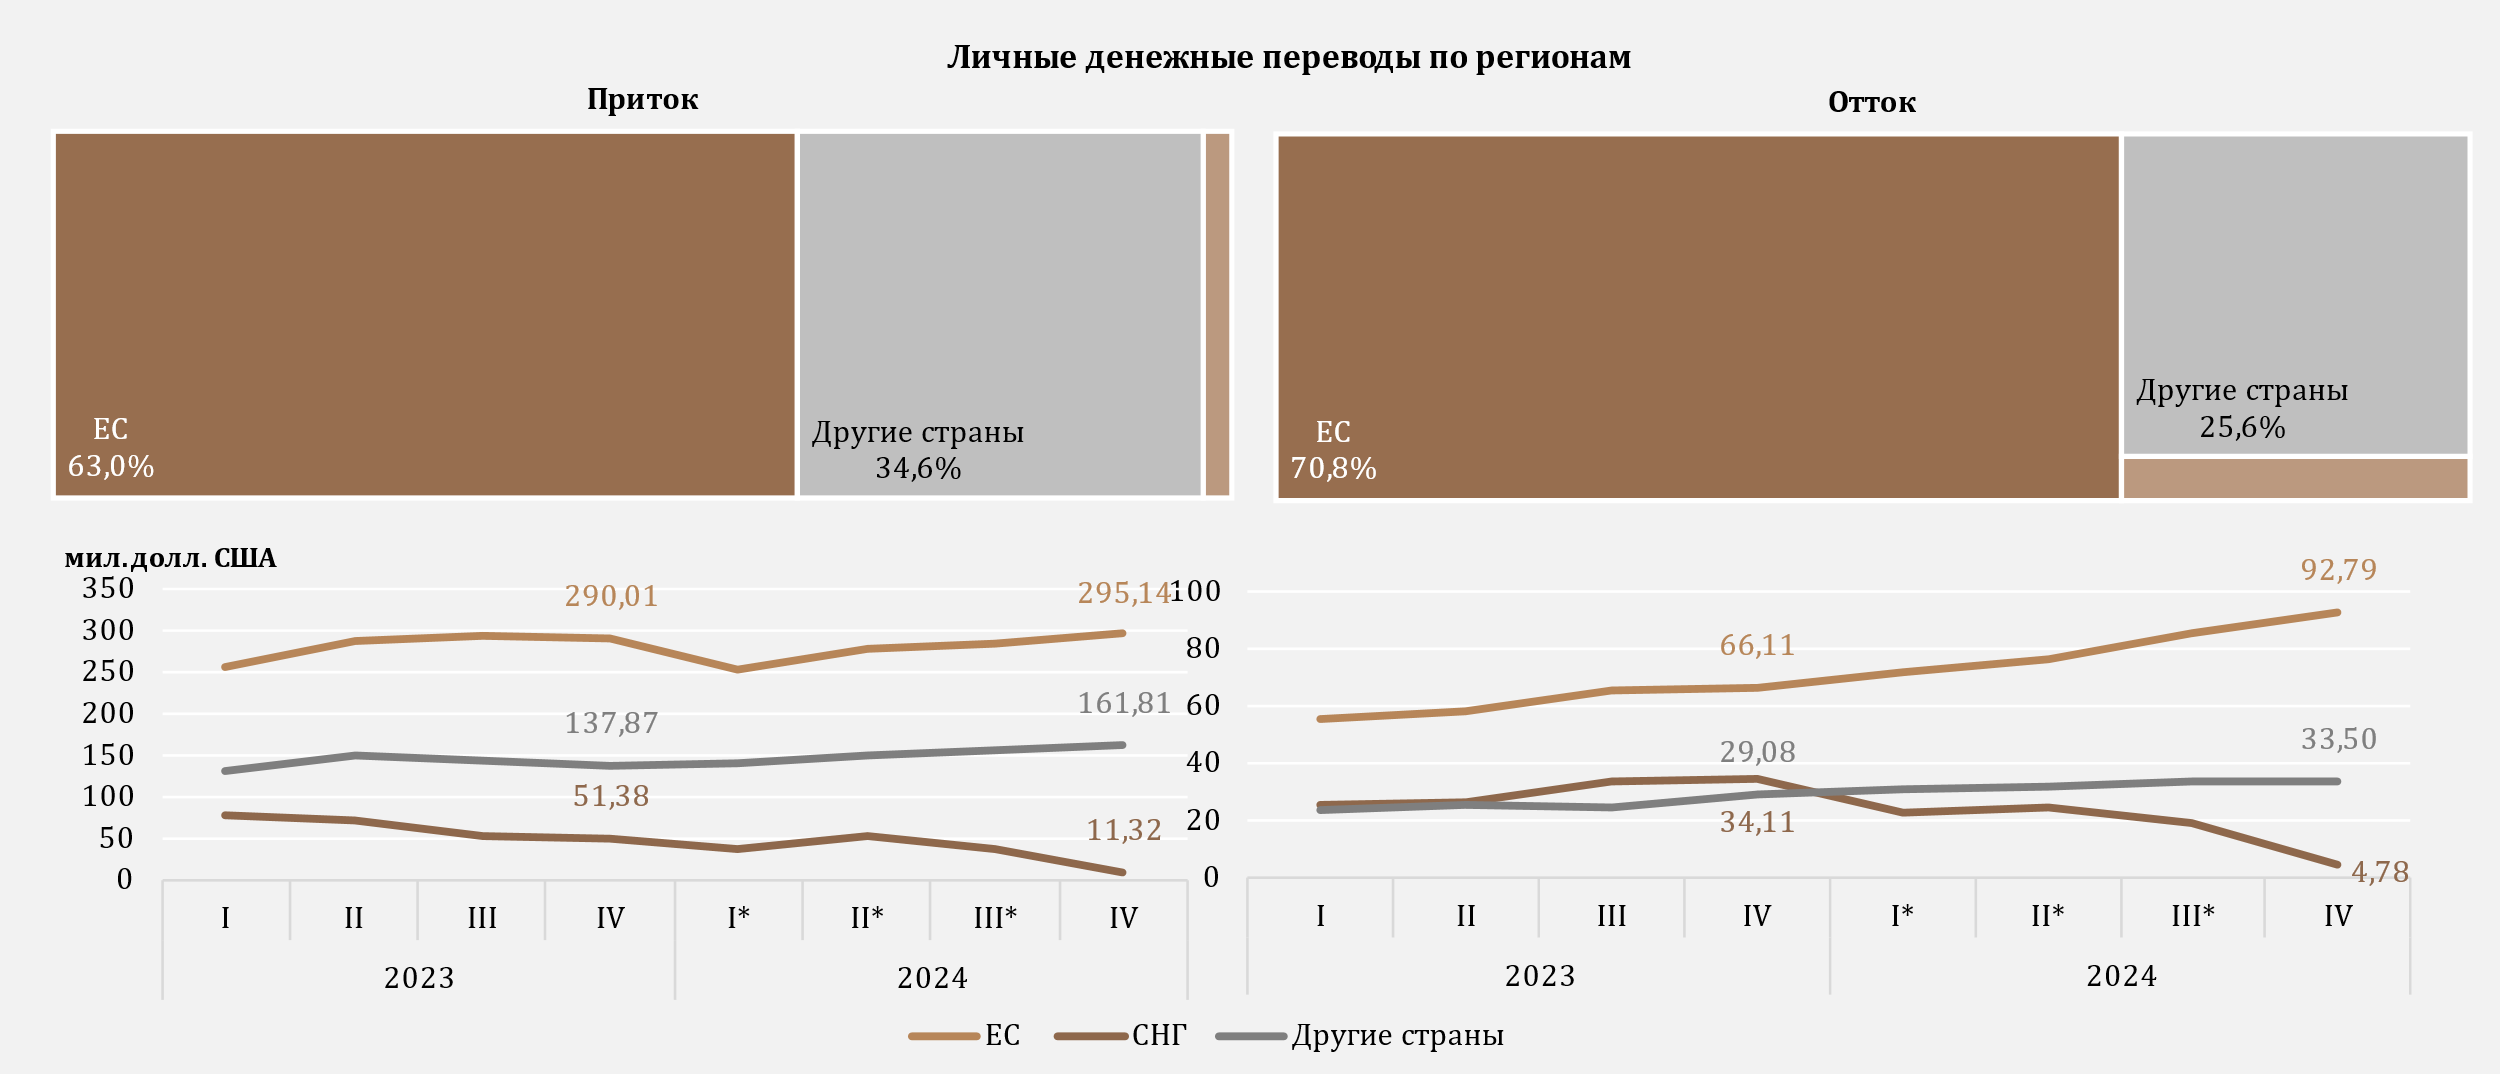 Личные денежные переводы по регионам
Приток
ЕС
63,0%
Другие страны
34,6%
Отток
ЕС
70,8%
Другие страны
25,6%
мил.долл. США
350
300
250
200
150
100
50
0
290,01
295,14
137,87
161,81
51,38
11,32
I
II
III
IV
I*
II*
III*
IV
2023
2024
100
80
60
40
20
0
92,79
66,11
29,08
33,50
34,11
4,78
I
II
III
IV
I*
II*
III*
IV
2023
2024
ЕС
СНГ
Другие страны